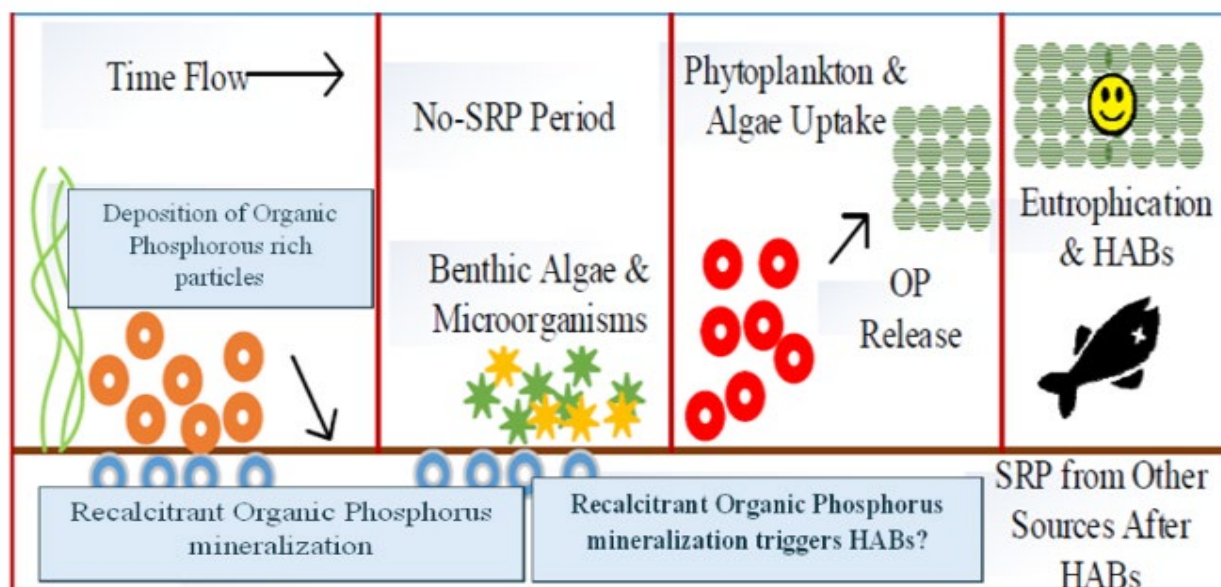 Time Flow
Deposition of Organic
Phosphorous rich
particles
No-SRP Period
Benthic Algae &
Microorganisms
Phytoplankton &
Algae Uptake
OP
Release
Eutrophication
& HABs
Recalcitrant Organic Phosphorus
mineralization
Recalcitrant Organic Phosphorus
mineralization triggers HABs?
SRP from Other
Sources After
HABs